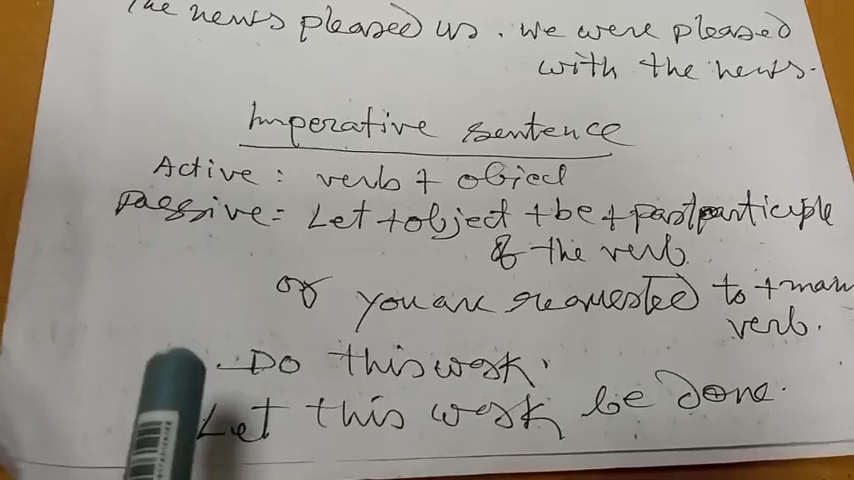 The news pleased us. We were pleased
with the news.
Imperative sentence
Active: verb + object
Passive: Let + object + be + past participle
of the verb
or you are requested to + main
verb.
Do this work.
Let this work be done.